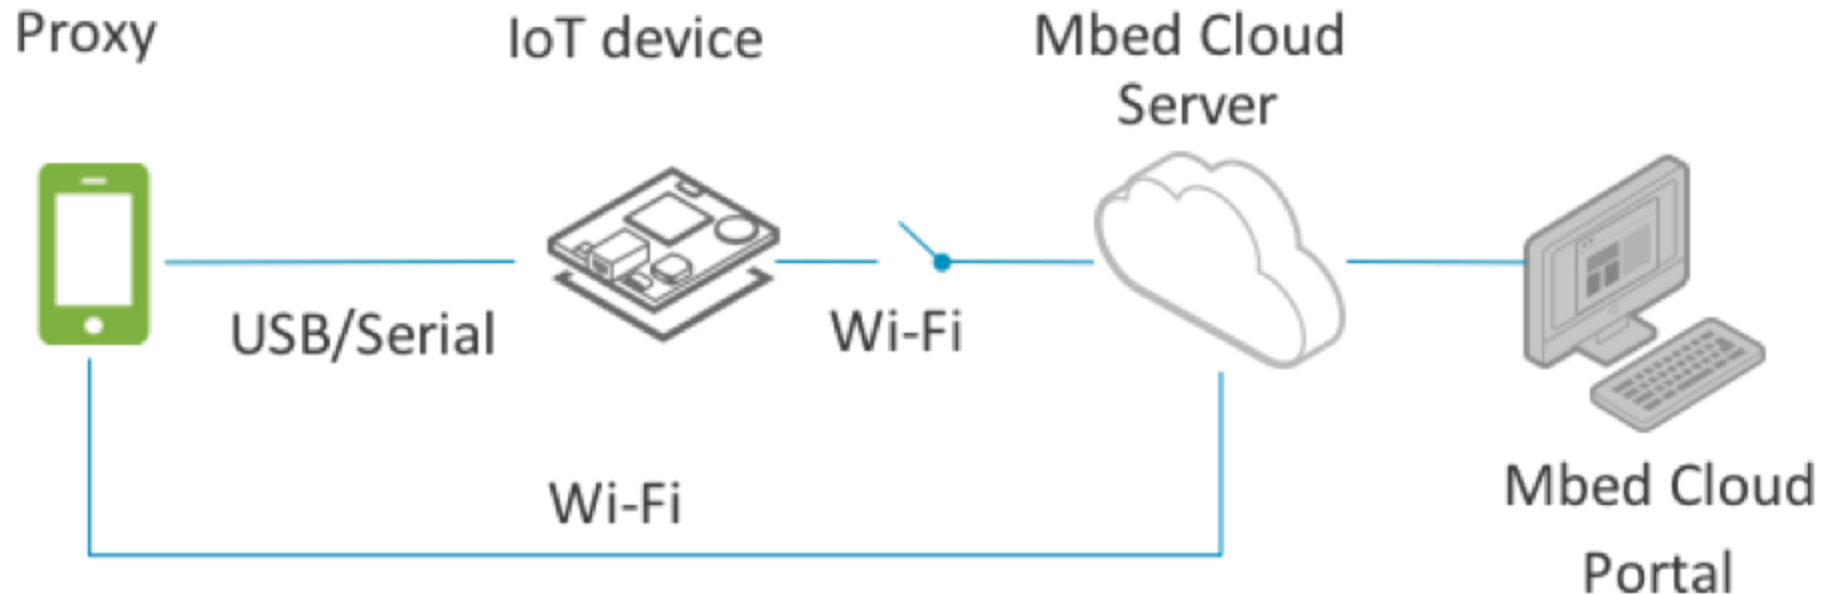 Proxy
IoT device
Mbed Cloud
Server
USB/Serial
Wi-Fi
Wi-Fi
Mbed Cloud
Portal